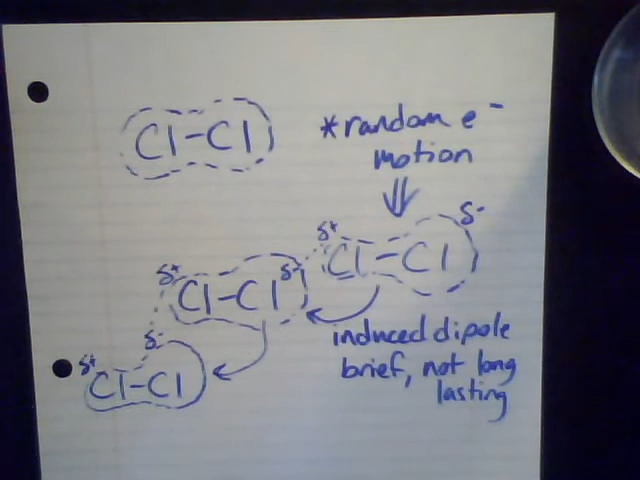 Cl-Cl
*random e⁻
motion
δ⁺ Cl-Cl δ⁻
δ⁺ Cl-Cl δ⁻
induced dipole
brief, not long
lasting
δ⁺ Cl-Cl δ⁻